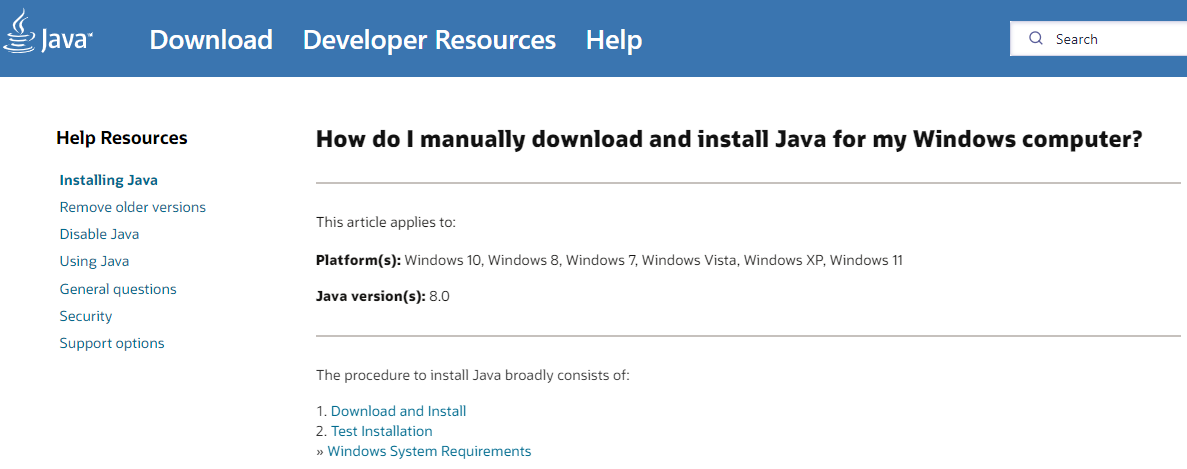 Java™
Download Developer Resources Help
Search
Help Resources
Installing Java
Remove older versions
Disable Java
Using Java
General questions
Security
Support options
How do I manually download and install Java for my Windows computer?
This article applies to:
Platform(s): Windows 10, Windows 8, Windows 7, Windows Vista, Windows XP, Windows 11
Java version(s): 8.0
The procedure to install Java broadly consists of:
1. Download and Install
2. Test Installation
» Windows System Requirements